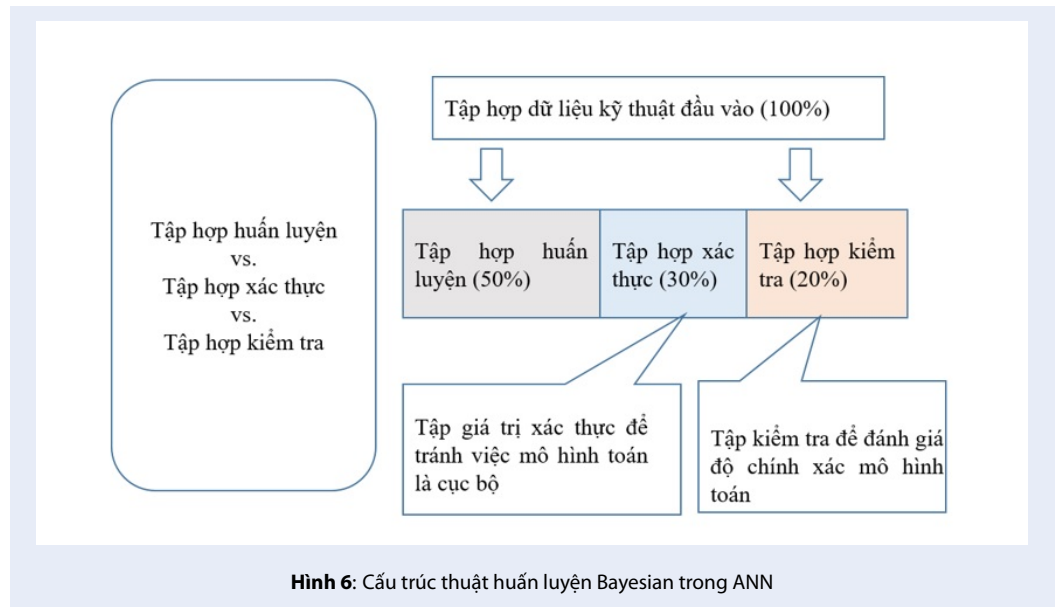 Tập hợp huấn luyện
vs.
Tập hợp xác thực
vs.
Tập hợp kiểm tra
Tập hợp dữ liệu kỹ thuật đầu vào (100%)
Tập hợp huấn
luyện (50%)
Tập hợp xác
thực (30%)
Tập hợp kiểm
tra (20%)
Tập giá trị xác thực để
tránh việc mô hình toán
là cục bộ
Tập kiểm tra để đánh giá
độ chính xác mô hình
toán
Hình 6: Cấu trúc thuật huấn luyện Bayesian trong ANN